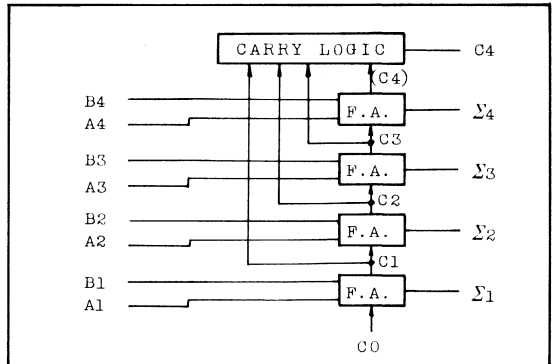 CARRY LOGIC C4
(C4)
B4
A4
F.A. Σ4
C3
B3
A3
F.A. Σ3
C2
B2
A2
F.A. Σ2
C1
B1
A1
F.A. Σ1
C0